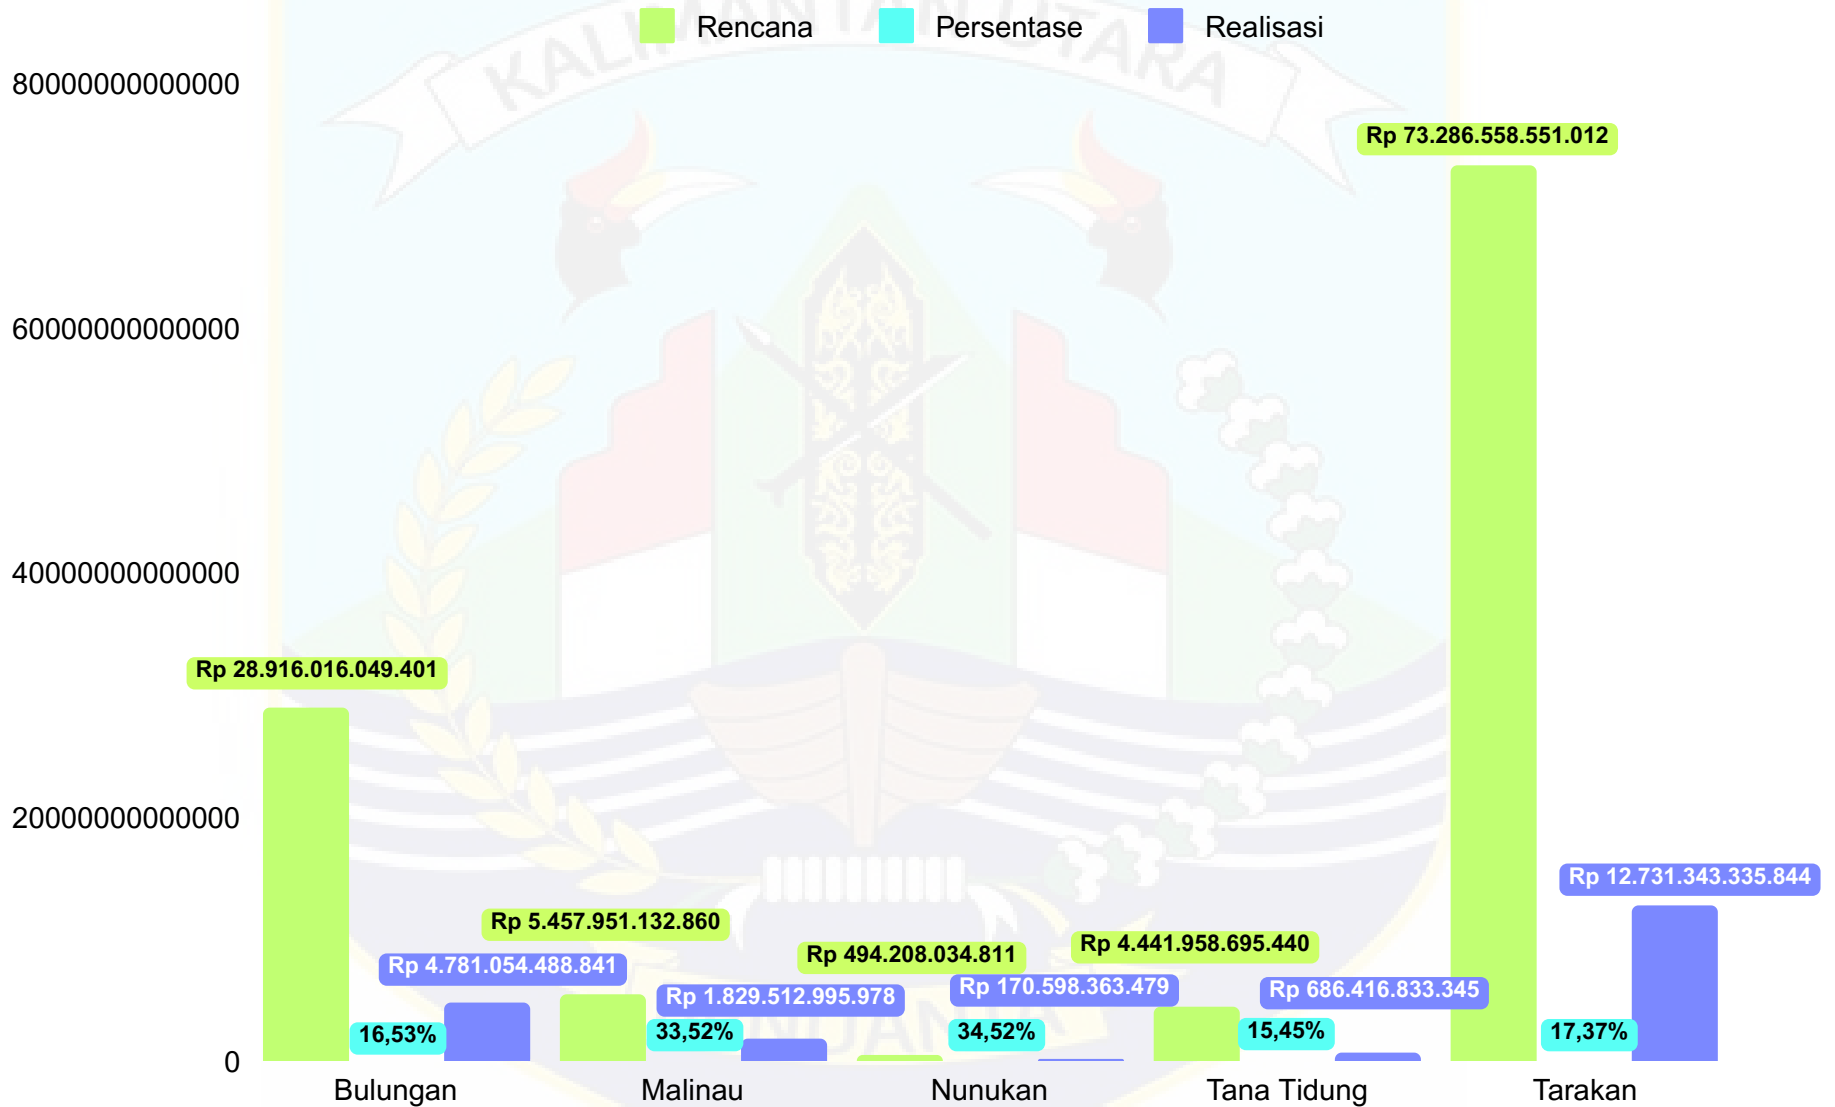 KALIMANTAN UTARA
Rencana
Persentase
Realisasi
80000000000000
60000000000000
40000000000000
20000000000000
0
Rp 28.916.016.049.401
16,53%
Rp 4.781.054.488.841
Rp 5.457.951.132.860
33,52%
Rp 1.829.512.995.978
Rp 494.208.034.811
34,52%
Rp 170.598.363.479
Rp 4.441.958.695.440
15,45%
Rp 686.416.833.345
Rp 73.286.558.551.012
17,37%
Rp 12.731.343.335.844
Bulungan
Malinau
Nunukan
Tana Tidung
Tarakan